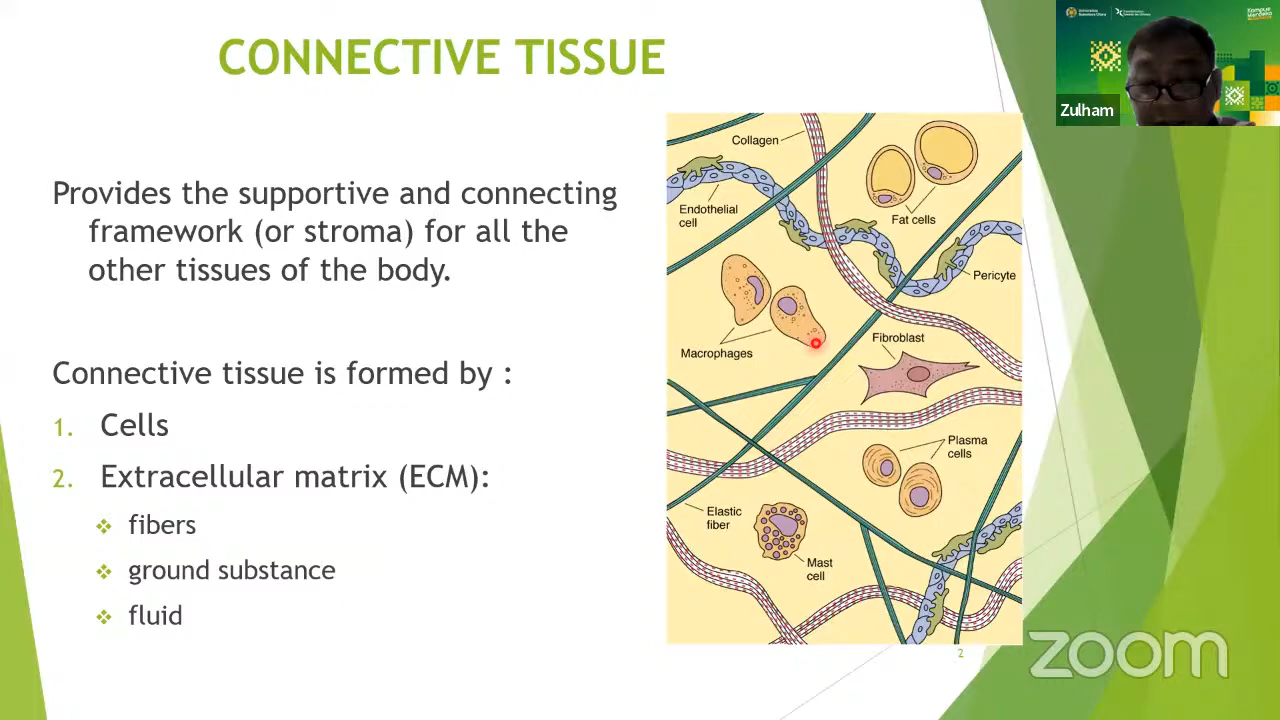 CONNECTIVE TISSUE
Provides the supportive and connecting
framework (or stroma) for all the
other tissues of the body.
Connective tissue is formed by :
1. Cells
2. Extracellular matrix (ECM):
❖ fibers
❖ ground substance
❖ fluid
Collagen
Endothelial
cell
Fat cells
Pericyte
Macrophages
Fibroblast
Plasma
cells
Elastic
fiber
Mast
cell
2
Zulham
zoom